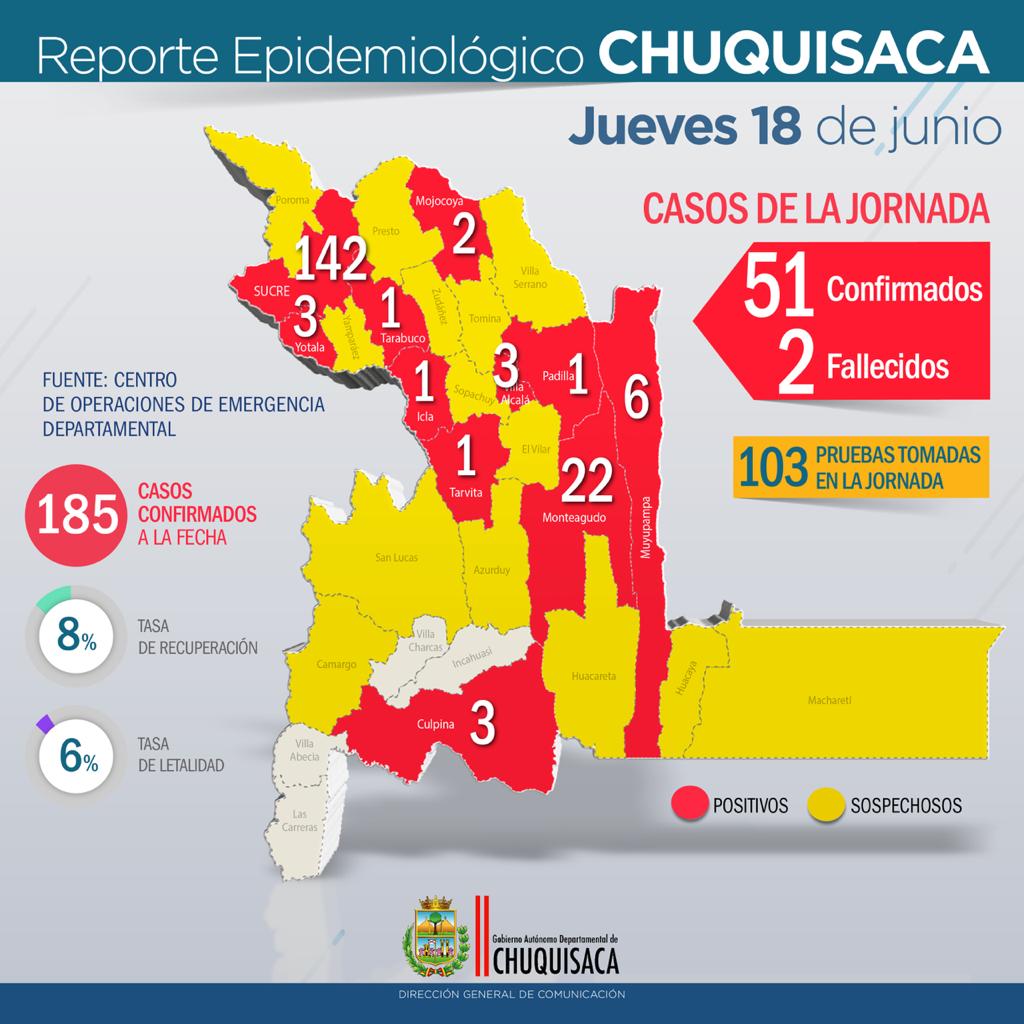 Reporte Epidemiológico CHUQUISACA
Jueves 18 de junio
CASOS DE LA JORNADA
51 Confirmados
2 Fallecidos
103 PRUEBAS TOMADAS
EN LA JORNADA
FUENTE: CENTRO
DE OPERACIONES DE EMERGENCIA
DEPARTAMENTAL
185 CASOS
CONFIRMADOS
A LA FECHA
8%
TASA
DE RECUPERACIÓN
6%
TASA
DE LETALIDAD
Poroma
142
SUCRE
Presto
Mojocoya
2
Villa
Serrano
3
Yotala
Yamparáez
1
Tarabuco
Zudáñez
Tomina
1
Icla
Sopachuy
3
Villa
Alcalá
Padilla
1
6
Muyupampa
El Vilar
1
Tarvita
22
Monteagudo
San Lucas
Azurduy
Camargo
Villa
Charcas
Incahuasi
Culpina
3
Huacareta
Huacaya
Machareti
Villa
Abecia
Las
Carreras
POSITIVOS
SOSPECHOSOS
Gobierno Autónomo Departamental de
CHUQUISACA
DIRECCIÓN GENERAL DE COMUNICACIÓN